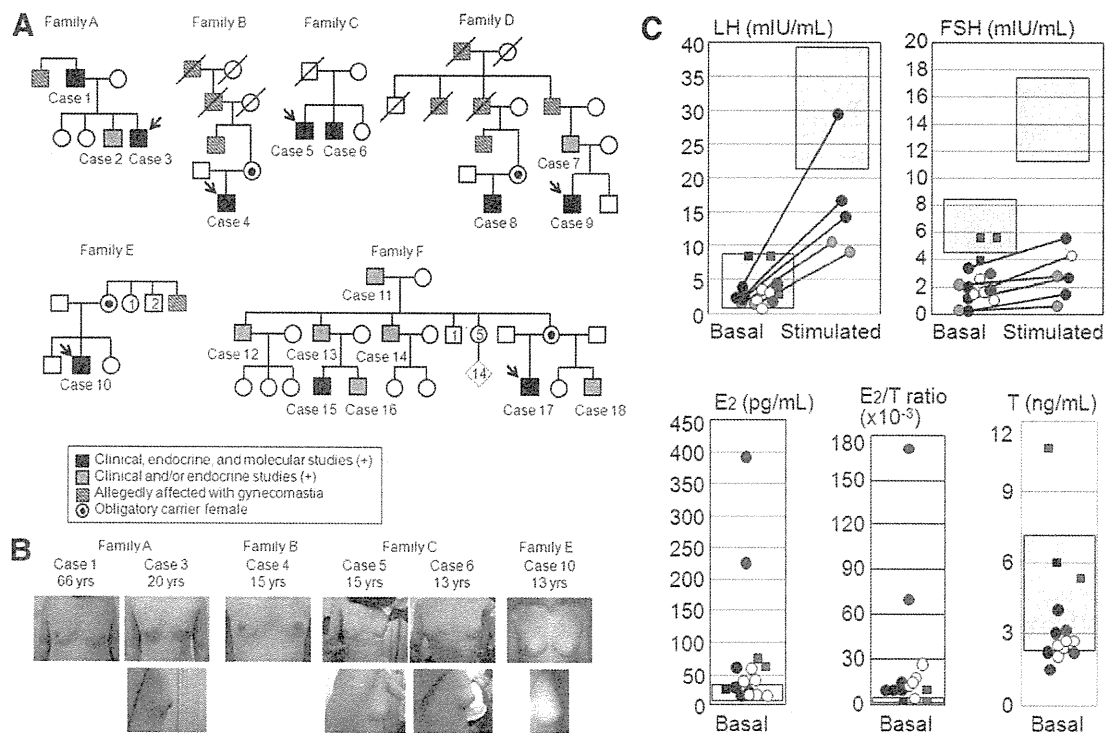 A
Family A
Family B
Family C
Family D
Case 1
Case 2
Case 3
Case 4
Case 5
Case 6
Case 7
Case 8
Case 9
Family E
Family F
1
2
Case 10
Case 11
1
5
14
Case 12
Case 13
Case 14
Case 15
Case 16
Case 17
Case 18
Clinical, endocrine, and molecular studies (+)
Clinical and/or endocrine studies (+)
Allegedly affected with gynecomastia
Obligatory carrier female
B
Family A
Family B
Family C
Family E
Case 1
66 yrs
Case 3
20 yrs
Case 4
15 yrs
Case 5
15 yrs
Case 6
13 yrs
Case 10
13 yrs
C
LH (mIU/mL)
40
35
30
25
20
15
10
5
0
Basal
Stimulated
FSH (mIU/mL)
20
18
16
14
12
10
8
6
4
2
0
Basal
Stimulated
E2 (pg/mL)
450
400
350
300
250
200
150
100
50
0
Basal
E2/T ratio
(x10-3)
180
150
120
90
60
30
0
Basal
T (ng/mL)
12
9
6
3
0
Basal